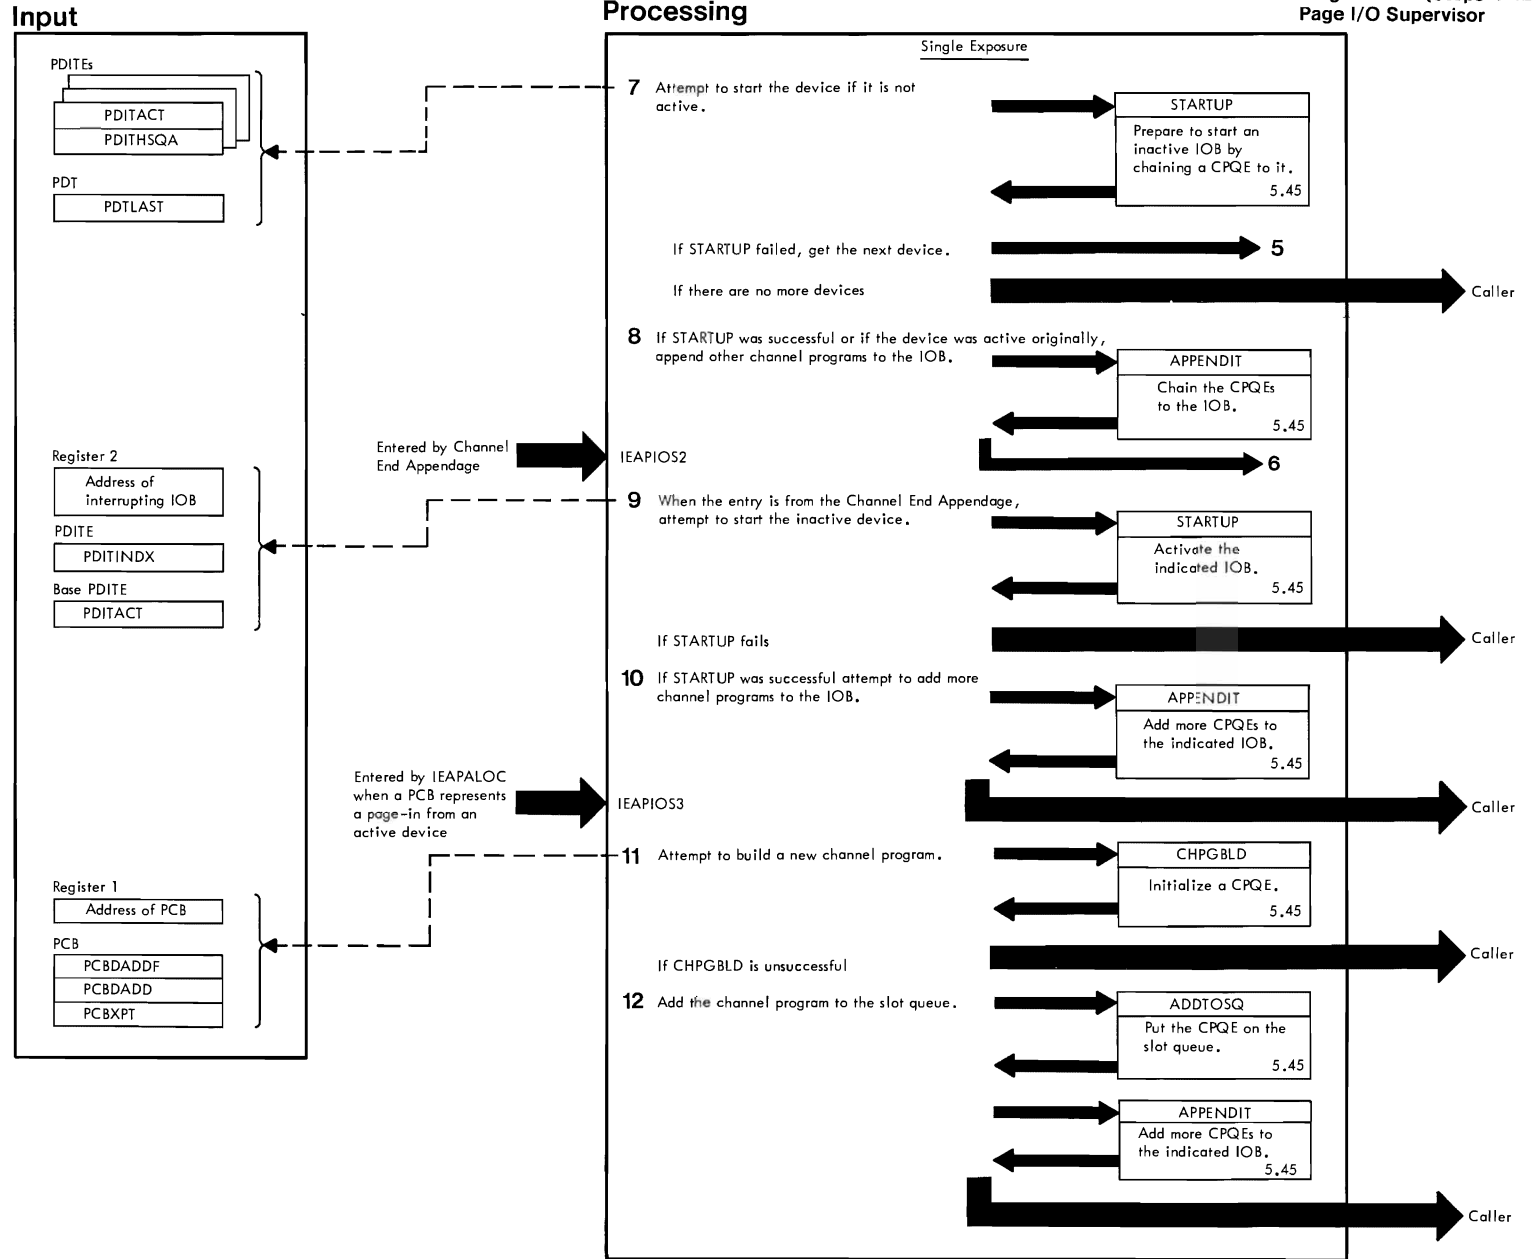 Input
Processing
Page I/O Supervisor
Single Exposure
PDITEs
PDITACT
PDITHSQA
PDT
PDTLAST
7 Attempt to start the device if it is not
active.
STARTUP
Prepare to start an
inactive IOB by
chaining a CPQE to it.
5.45
If STARTUP failed, get the next device.
5
If there are no more devices
Caller
8 If STARTUP was successful or if the device was active originally,
append other channel programs to the IOB.
APPENDIT
Chain the CPQEs
to the IOB.
5.45
6
Entered by Channel
End Appendage
IEAPIOS2
Register 2
Address of
interrupting IOB
PDITE
PDITINDX
Base PDITE
PDITACT
9 When the entry is from the Channel End Appendage,
attempt to start the inactive device.
STARTUP
Activate the
indicated IOB.
5.45
If STARTUP fails
Caller
10 If STARTUP was successful attempt to add more
channel programs to the IOB.
APPENDIT
Add more CPQEs to
the indicated IOB.
5.45
Caller
Entered by IEAPALOC
when a PCB represents
a page-in from an
active device
IEAPIOS3
11 Attempt to build a new channel program.
CHPGBLD
Initialize a CPQE.
5.45
Register 1
Address of PCB
PCB
PCBDADDF
PCBDADD
PCBXPT
If CHPGBLD is unsuccessful
Caller
12 Add the channel program to the slot queue.
ADDTOSQ
Put the CPQE on the
slot queue.
5.45
APPENDIT
Add more CPQEs to
the indicated IOB.
5.45
Caller